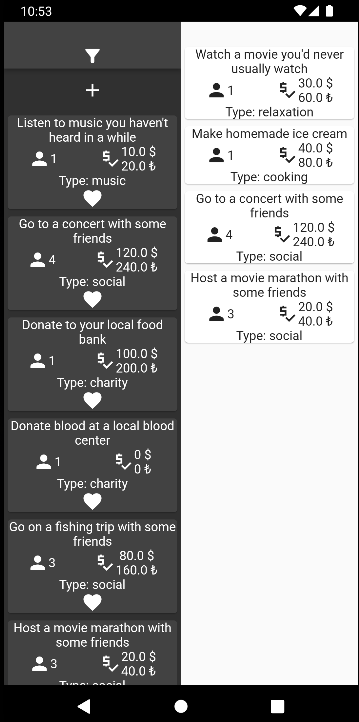 10:53
Listen to music you haven't
heard in a while
1
10.0 $
20.0 ₺
Type: music
Go to a concert with some
friends
4
120.0 $
240.0 ₺
Type: social
Donate to your local food
bank
1
100.0 $
200.0 ₺
Type: charity
Donate blood at a local blood
center
1
0 $
0 ₺
Type: charity
Go on a fishing trip with some
friends
3
80.0 $
160.0 ₺
Type: social
Host a movie marathon with
some friends
3
20.0 $
40.0 ₺
Type: social
Watch a movie you'd never
usually watch
1
30.0 $
60.0 ₺
Type: relaxation
Make homemade ice cream
1
40.0 $
80.0 ₺
Type: cooking
Go to a concert with some
friends
4
120.0 $
240.0 ₺
Type: social
Host a movie marathon with
some friends
3
20.0 $
40.0 ₺
Type: social